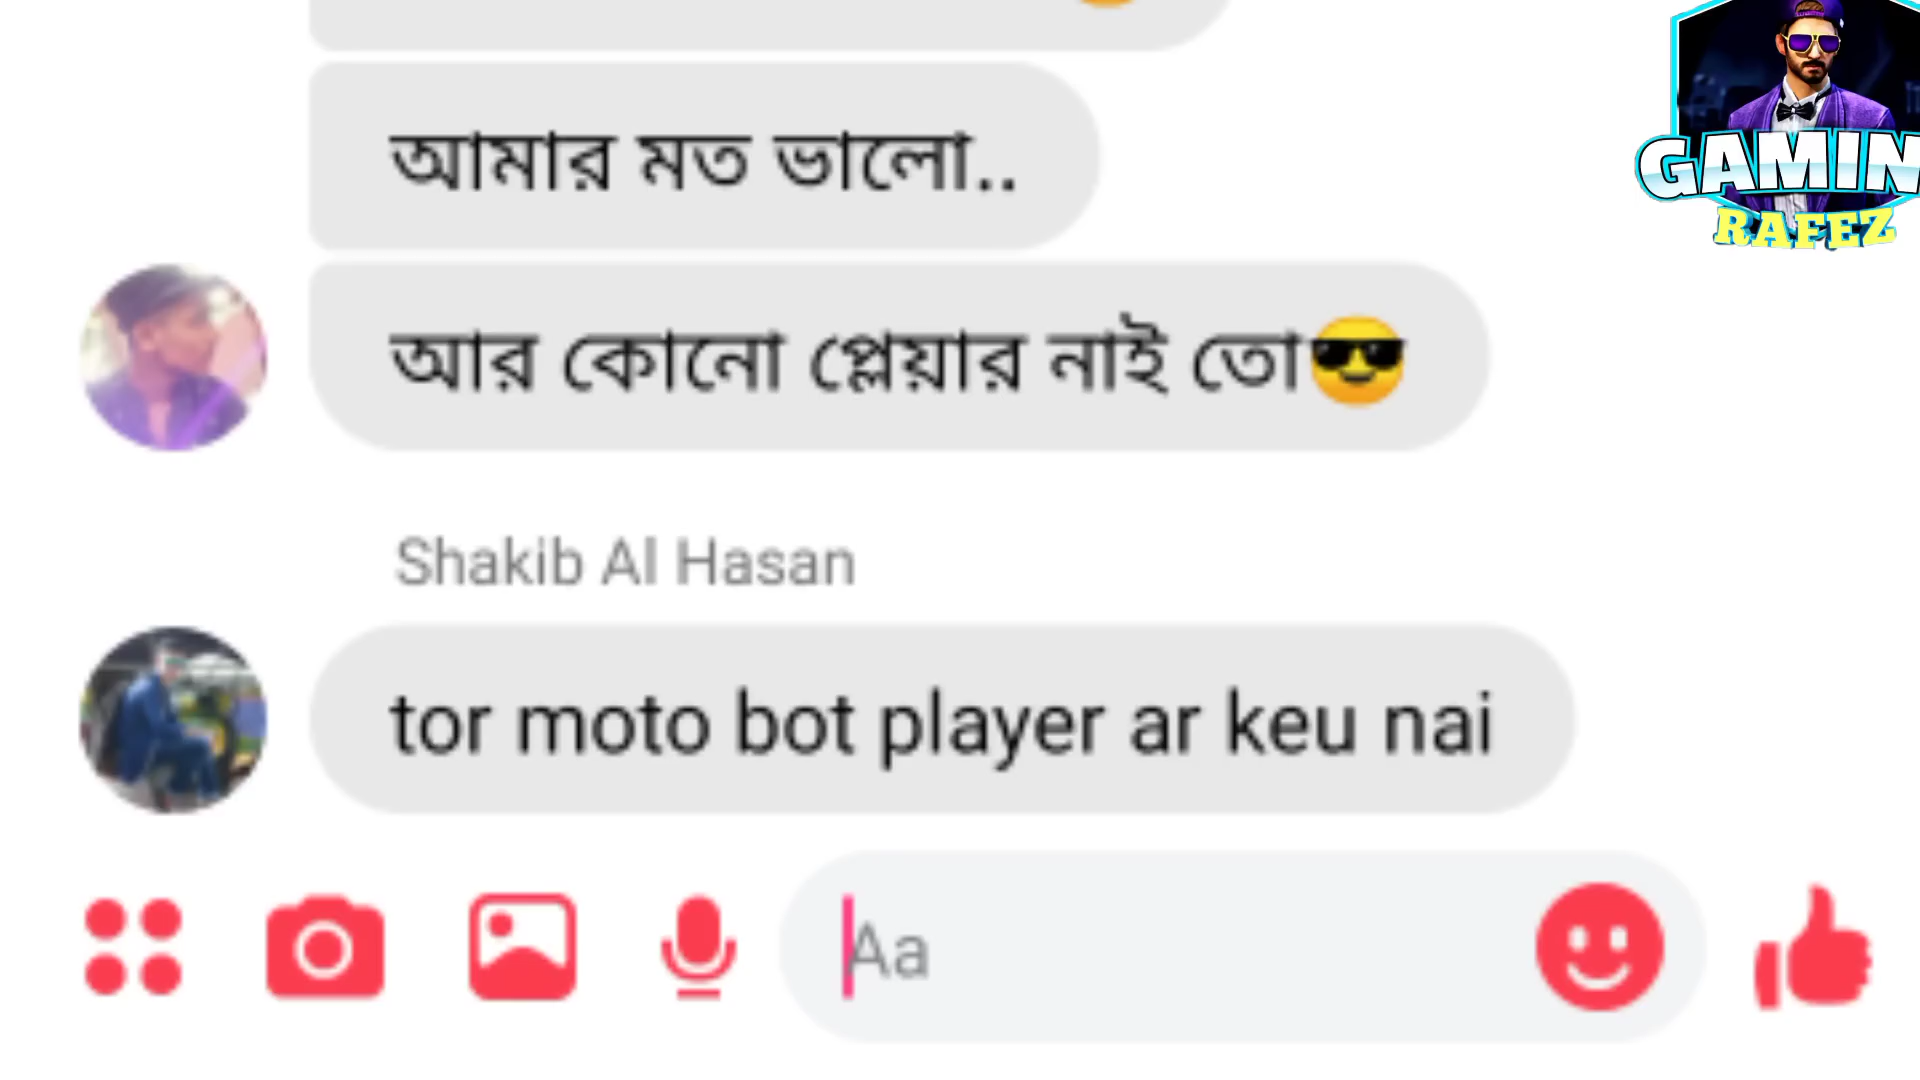 আমার মত ভালো..
আর কোনো প্লেয়ার নাই তো😎
Shakib Al Hasan
tor moto bot player ar keu nai
Aa
GAMIN
RAFEZ